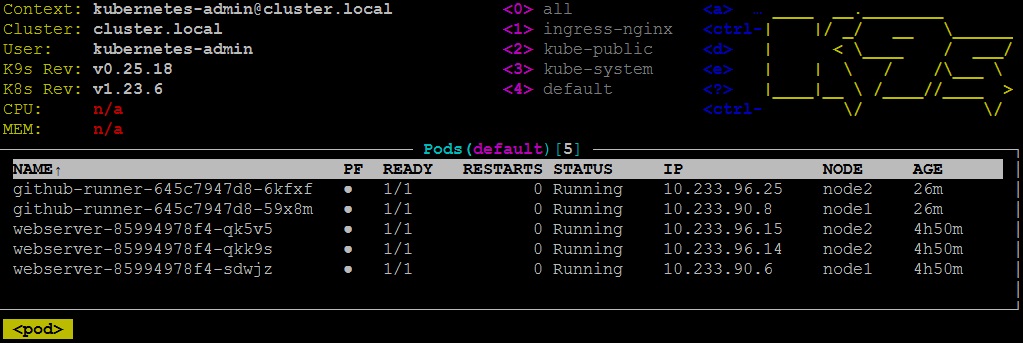 Context: kubernetes-admin@cluster.local <0> all <a> …
Cluster: cluster.local <1> ingress-nginx <ctrl-
User: kubernetes-admin <2> kube-public <d>
K9s Rev: v0.25.18 <3> kube-system <e>
K8s Rev: v1.23.6 <4> default <?>
CPU: n/a <ctrl-
MEM: n/a
Pods(default)[5]
NAME↑ PF READY RESTARTS STATUS IP NODE AGE
github-runner-645c7947d8-6kfxf ● 1/1 0 Running 10.233.96.25 node2 26m
github-runner-645c7947d8-59x8m ● 1/1 0 Running 10.233.90.8 node1 26m
webserver-85994978f4-qk5v5 ● 1/1 0 Running 10.233.96.15 node2 4h50m
webserver-85994978f4-qkk9s ● 1/1 0 Running 10.233.96.14 node2 4h50m
webserver-85994978f4-sdwjz ● 1/1 0 Running 10.233.90.6 node1 4h50m
<pod>